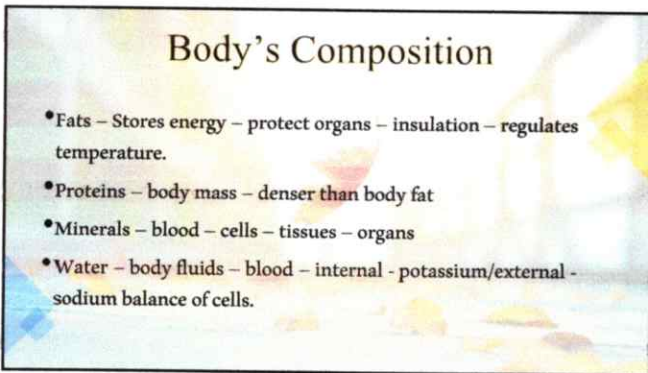 Body's Composition
•Fats – Stores energy – protect organs – insulation – regulates
temperature.
•Proteins – body mass – denser than body fat
•Minerals – blood – cells – tissues – organs
•Water – body fluids – blood – internal - potassium/external -
sodium balance of cells.